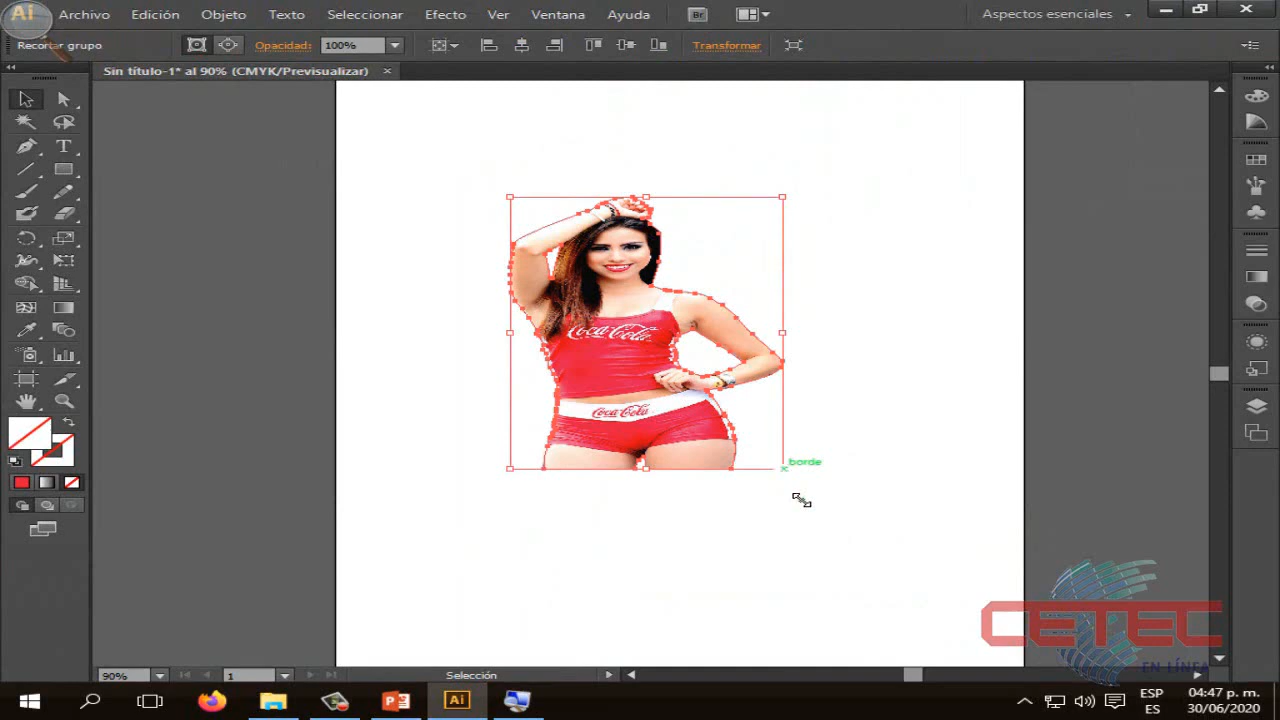 Ai Archivo Edición Objeto Texto Seleccionar Efecto Ver Ventana Ayuda Br Aspectos esenciales
Recortar grupo Opacidad: 100% Transformar
Sin título-1* al 90% (CMYK/Previsualizar)
T
Coca-Cola
Coca-Cola
borde
CETEC
EN LÍNEA
90% 1 Selección
Ai
ESP
ES
04:47 p. m.
30/06/2020